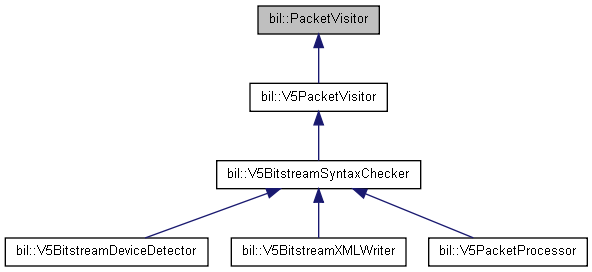 bil::PacketVisitor
bil::V5PacketVisitor
bil::V5BitstreamSyntaxChecker
bil::V5BitstreamDeviceDetector
bil::V5BitstreamXMLWriter
bil::V5PacketProcessor